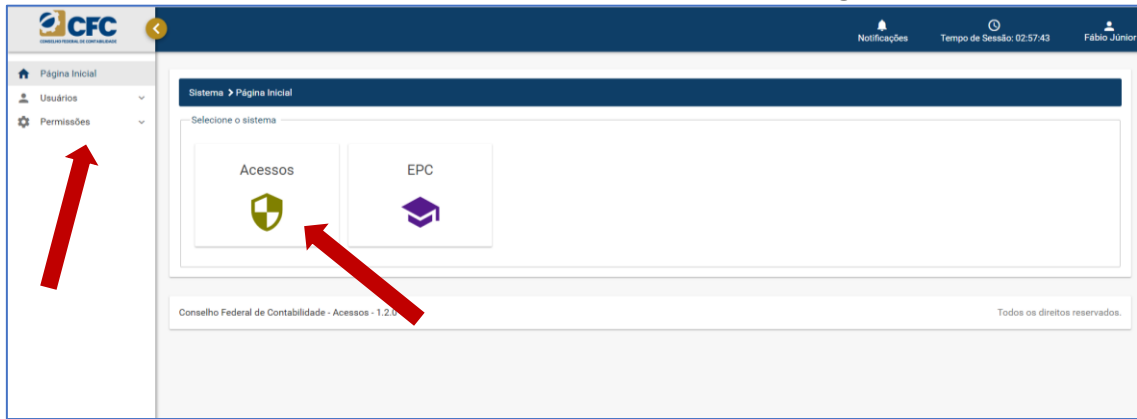 CFC
CONSELHO FEDERAL DE CONTABILIDADE
Notificações
Tempo de Sessão: 02:57:43
Fábio Júnior
Página Inicial
Usuários
Permissões
Sistema > Página Inicial
Selecione o sistema
Acessos
EPC
Conselho Federal de Contabilidade - Acessos - 1.2.0
Todos os direitos reservados.